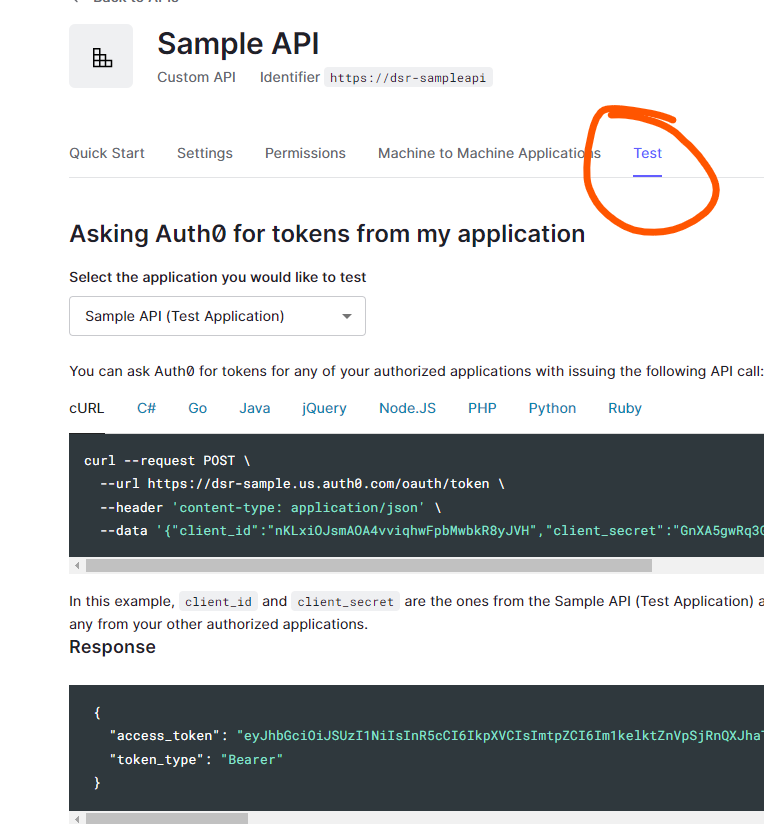 Back to APIs
Sample API
Custom API Identifier https://dsr-sampleapi
Quick Start Settings Permissions Machine to Machine Applications Test
Asking Auth0 for tokens from my application
Select the application you would like to test
Sample API (Test Application)
You can ask Auth0 for tokens for any of your authorized applications with issuing the following API call:
cURL C# Go Java jQuery Node.JS PHP Python Ruby
curl --request POST \
--url https://dsr-sample.us.auth0.com/oauth/token \
--header 'content-type: application/json' \
--data '{"client_id":"nKLxiOJsmAOA4vviqhwFpbMwbkR8yJVH","client_secret":"GnXA5gwRq3
In this example, client_id and client_secret are the ones from the Sample API (Test Application) a
any from your other authorized applications.
Response
{
"access_token": "eyJhbGciOiJSUzI1NiIsInR5cCI6IkpXVCIsImtpZCI6Im1kelktZnVpSjRnQXJha
"token_type": "Bearer"
}